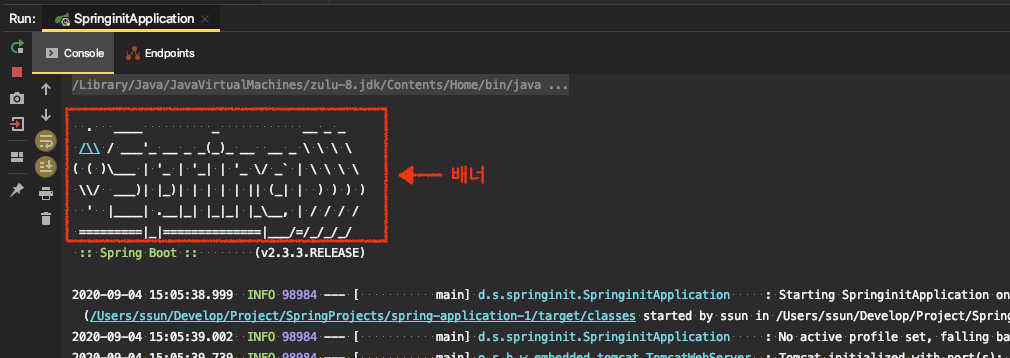 Run: SpringinitApplication ×
Console Endpoints
/Library/Java/JavaVirtualMachines/zulu-8.jdk/Contents/Home/bin/java ...
  .   ____          _            __ _ _
 /\\ / ___'_ __ _ _(_)_ __  __ _ \ \ \ \
( ( )\___ | '_ | '_| | '_ \/ _` | \ \ \ \
 \\/  ___)| |_)| | | | | || (_| |  ) ) ) )
  '  |____| .__|_| |_|_| |_\__, | / / / /
 =========|_|==============|___/=/_/_/_/
배너
:: Spring Boot :: (v2.3.3.RELEASE)
2020-09-04 15:05:38.999 INFO 98984 --- [ main] d.s.springinit.SpringinitApplication : Starting SpringinitApplication on
(/Users/ssun/Develop/Project/SpringProjects/spring-application-1/target/classes started by ssun in /Users/ssun/Develop/Project/Spring
2020-09-04 15:05:39.002 INFO 98984 --- [ main] d.s.springinit.SpringinitApplication : No active profile set, falling ba
2020-09-04 15:05:39.739 INFO 98984 --- [ main] o.s.b.w.embedded.tomcat.TomcatWebServer : Tomcat initialized with port(s):